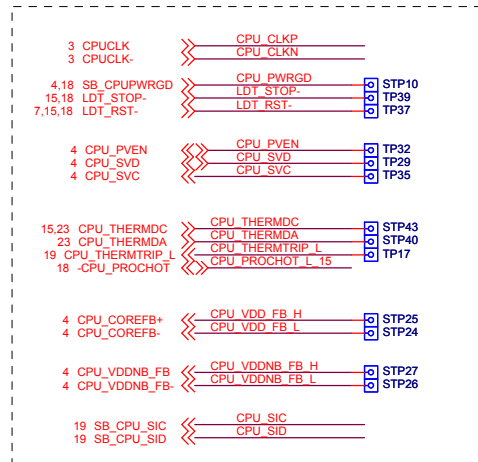 3 CPUCLK CPU_CLKP
3 CPUCLK- CPU_CLKN
4,18 SB_CPUPWRGD CPU_PWRGD STP10
15,18 LDT_STOP- LDT_STOP- TP39
7,15,18 LDT_RST- LDT_RST- TP37
4 CPU_PVEN CPU_PVEN TP32
4 CPU_SVD CPU_SVD TP29
4 CPU_SVC CPU_SVC TP35
15,23 CPU_THERMDC CPU_THERMDC STP43
23 CPU_THERMDA CPU_THERMDA STP40
19 CPU_THERMTRIP_L CPU_THERMTRIP_L TP17
18 -CPU_PROCHOT CPU_PROCHOT_L_15
4 CPU_COREFB+ CPU_VDD_FB_H STP25
4 CPU_COREFB- CPU_VDD_FB_L STP24
4 CPU_VDDNB_FB CPU_VDDNB_FB_H STP27
4 CPU_VDDNB_FB- CPU_VDDNB_FB_L STP26
19 SB_CPU_SIC CPU_SIC
19 SB_CPU_SID CPU_SID